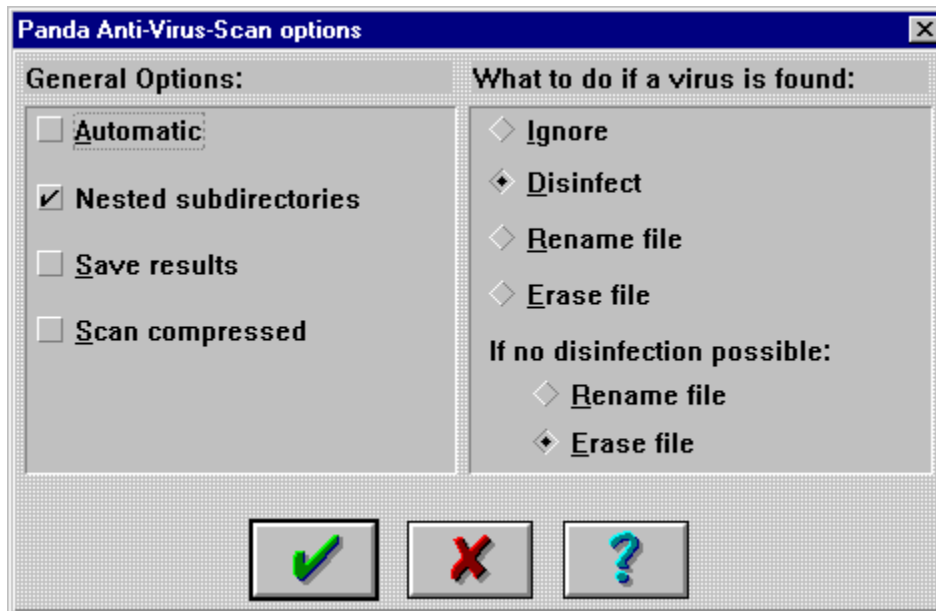 Panda Anti-Virus-Scan options
General Options:
Automatic
Nested subdirectories
Save results
Scan compressed
What to do if a virus is found:
Ignore
Disinfect
Rename file
Erase file
If no disinfection possible:
Rename file
Erase file
?